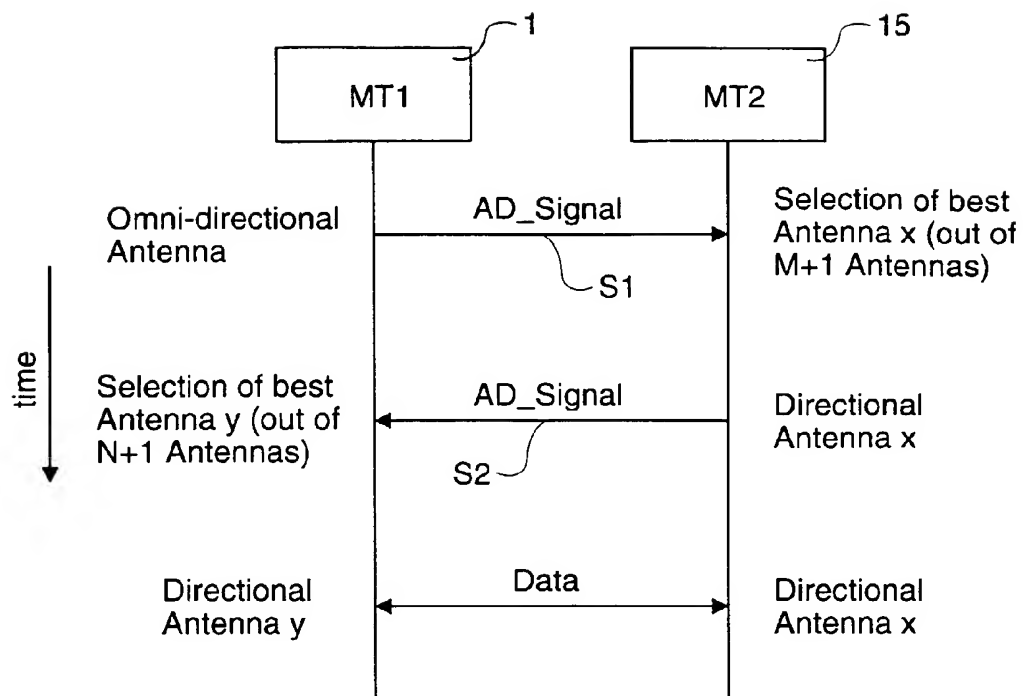 1
15
MT1
MT2
Omni-directional
Antenna
AD_Signal
S1
Selection of best
Antenna x (out of
M+1 Antennas)
time
Selection of best
Antenna y (out of
N+1 Antennas)
AD_Signal
S2
Directional
Antenna x
Directional
Antenna y
Data
Directional
Antenna x